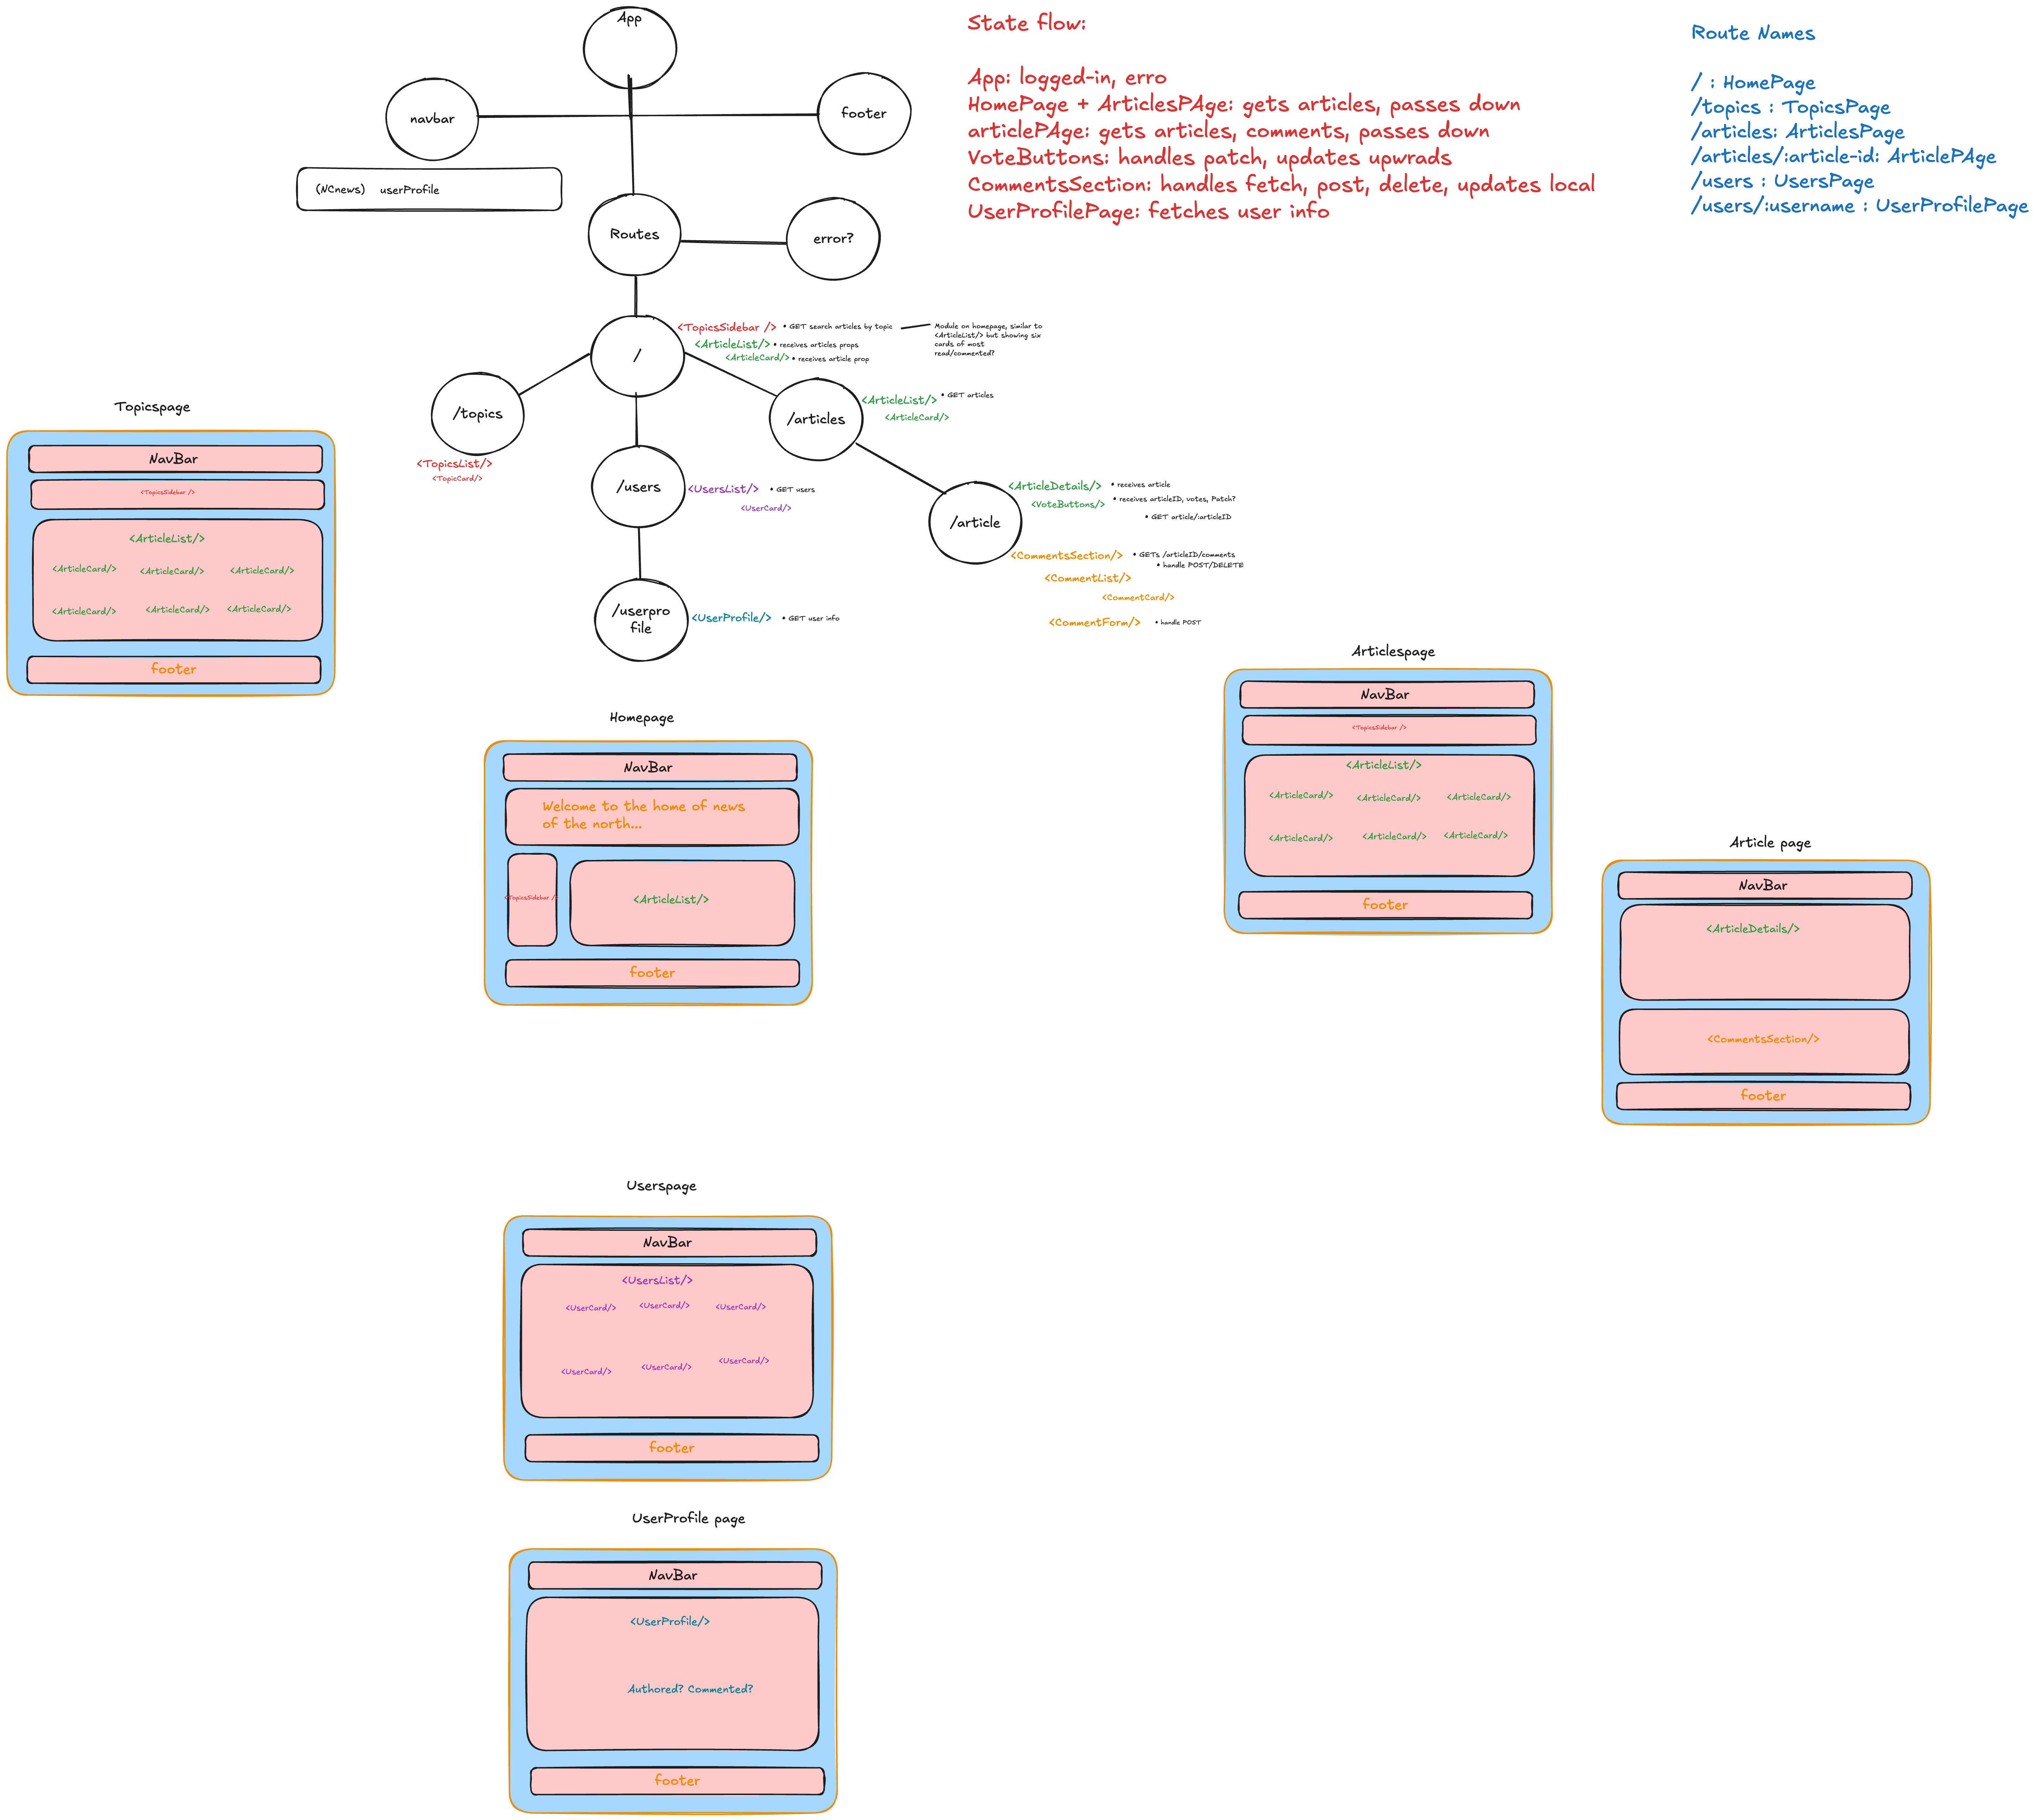 App
navbar
footer
(NCnews) userProfile
Routes
error?
State flow:
App: logged-in, erro
HomePage + ArticlesPAge: gets articles, passes down
articlePAge: gets articles, comments, passes down
VoteButtons: handles patch, updates upwrads
CommentsSection: handles fetch, post, delete, updates local
UserProfilePage: fetches user info
Route Names
/ : HomePage
/topics : TopicsPage
/articles: ArticlesPage
/articles/:article-id: ArticlePAge
/users : UsersPage
/users/:username : UserProfilePage
/
<TopicsSidebar />
• GET search articles by topic
Module on homepage, similar to
<ArticleList/> but showing six
cards of most
read/commented?
<ArticleList/>
• receives articles props
<ArticleCard/>
• receives article prop
/topics
<TopicsList/>
<TopicCard/>
/articles
<ArticleList/>
• GET articles
<ArticleCard/>
/users
<UsersList/>
• GET users
<UserCard/>
/article
<ArticleDetails/>
• receives article
<VoteButtons/>
• receives articleID, votes, Patch?
• GET article/:articleID
<CommentsSection/>
• GETs /articleID/comments
• handle POST/DELETE
<CommentList/>
<CommentCard/>
<CommentForm/>
• handle POST
/userpro
file
<UserProfile/>
• GET user info
Topicspage
NavBar
<TopicsSidebar />
<ArticleList/>
<ArticleCard/>
<ArticleCard/>
<ArticleCard/>
<ArticleCard/>
<ArticleCard/>
<ArticleCard/>
footer
Homepage
NavBar
Welcome to the home of news
of the north...
<TopicsSidebar />
<ArticleList/>
footer
Articlespage
NavBar
<TopicsSidebar />
<ArticleList/>
<ArticleCard/>
<ArticleCard/>
<ArticleCard/>
<ArticleCard/>
<ArticleCard/>
<ArticleCard/>
footer
Article page
NavBar
<ArticleDetails/>
<CommentsSection/>
footer
Userspage
NavBar
<UsersList/>
<UserCard/>
<UserCard/>
<UserCard/>
<UserCard/>
<UserCard/>
<UserCard/>
footer
UserProfile page
NavBar
<UserProfile/>
Authored? Commented?
footer